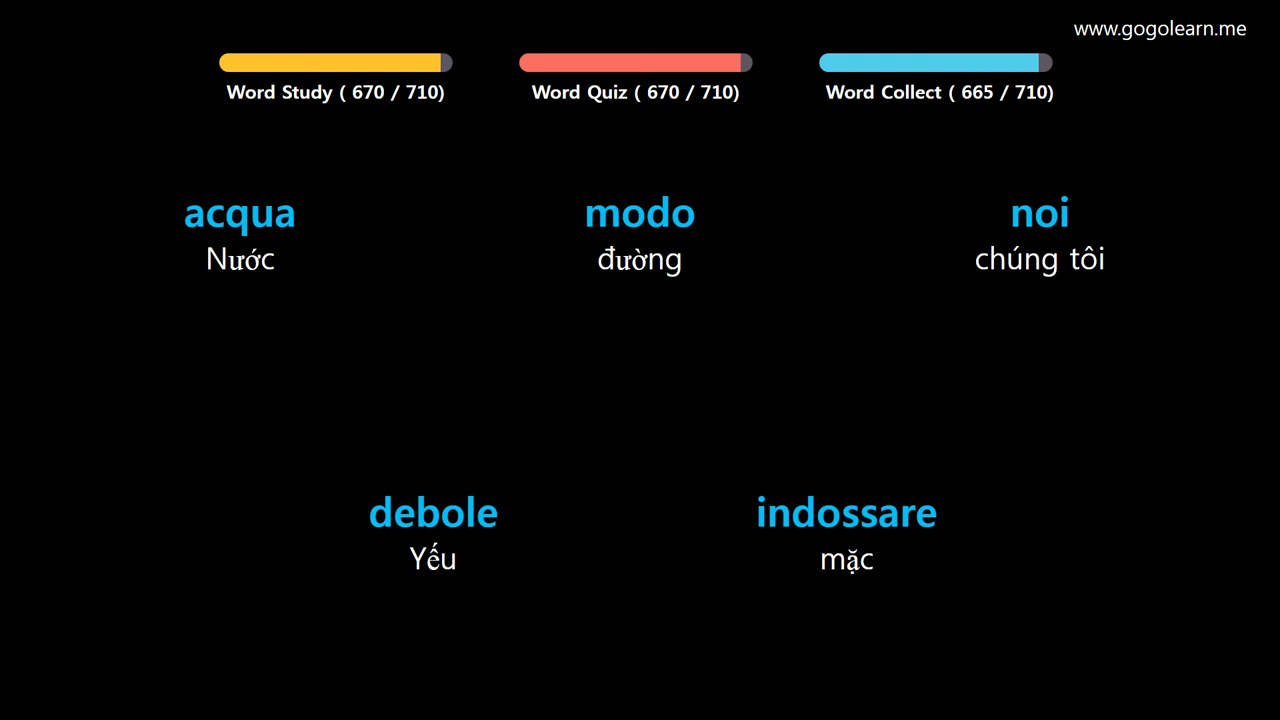 www.gogolearn.me
Word Study ( 670 / 710)
Word Quiz ( 670 / 710)
Word Collect ( 665 / 710)
acqua
Nước
modo
đường
noi
chúng tôi
debole
Yếu
indossare
mặc